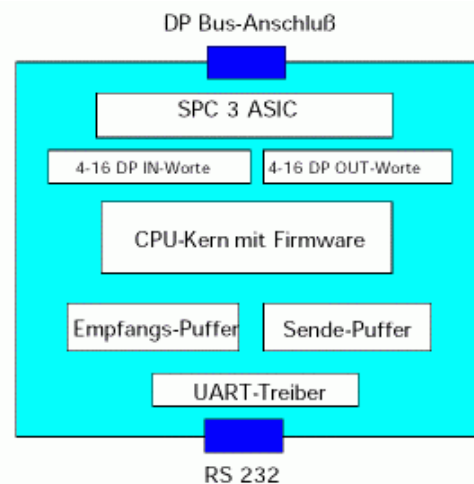 DP Bus-Anschluß
SPC 3 ASIC
4-16 DP IN-Worte
4-16 DP OUT-Worte
CPU-Kern mit Firmware
Empfangs-Puffer
Sende-Puffer
UART-Treiber
RS 232